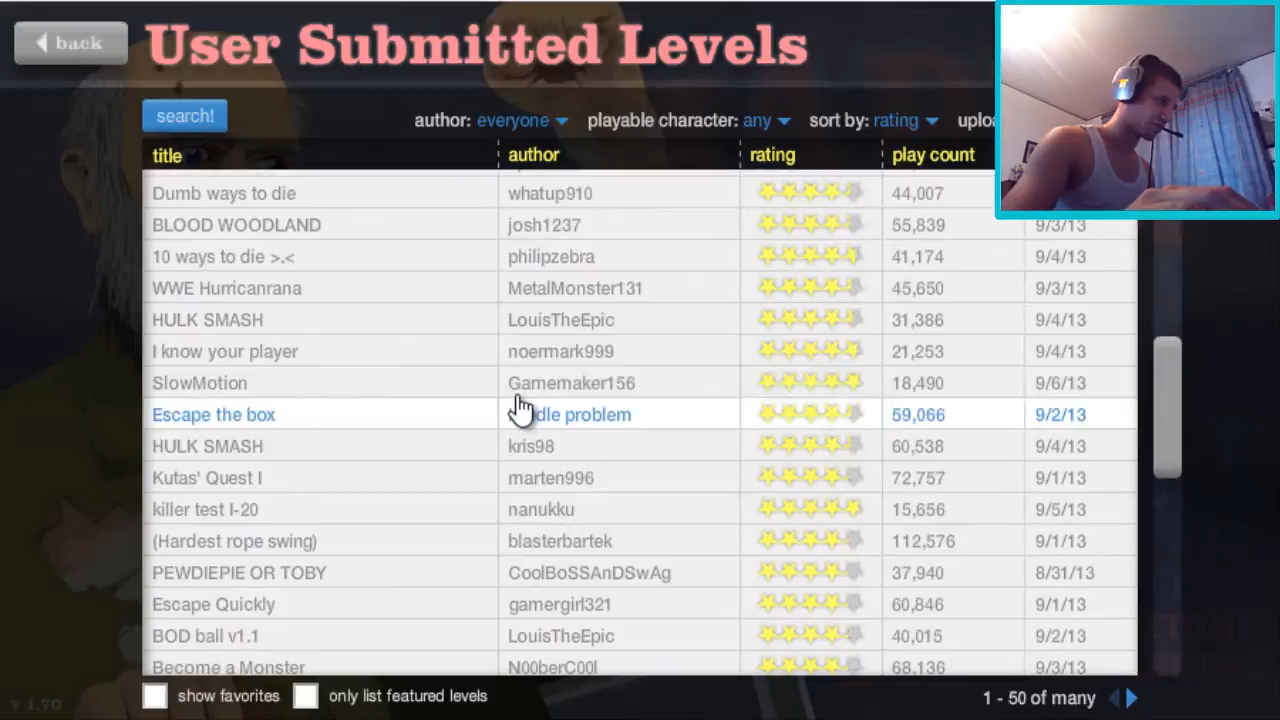 back
User Submitted Levels
search!
author: everyone playable character: any sort by: rating uploa
title author rating play count
Dumb ways to die whatup910 44,007
BLOOD WOODLAND josh1237 55,839 9/3/13
10 ways to die >.< philipzebra 41,174 9/4/13
WWE Hurricanrana MetalMonster131 45,650 9/3/13
HULK SMASH LouisTheEpic 31,386 9/4/13
I know your player noermark999 21,253 9/4/13
SlowMotion Gamemaker156 18,490 9/6/13
Escape the box dle problem 59,066 9/2/13
HULK SMASH kris98 60,538 9/4/13
Kutas' Quest I marten996 72,757 9/1/13
killer test I-20 nanukku 15,656 9/5/13
(Hardest rope swing) blasterbartek 112,576 9/1/13
PEWDIEPIE OR TOBY CoolBoSSAnDSwAg 37,940 8/31/13
Escape Quickly gamergirl321 60,846 9/1/13
BOD ball v1.1 LouisTheEpic 40,015 9/2/13
Become a Monster N00berC00l 68,136 9/3/13
show favorites only list featured levels 1 - 50 of many
v 1.70